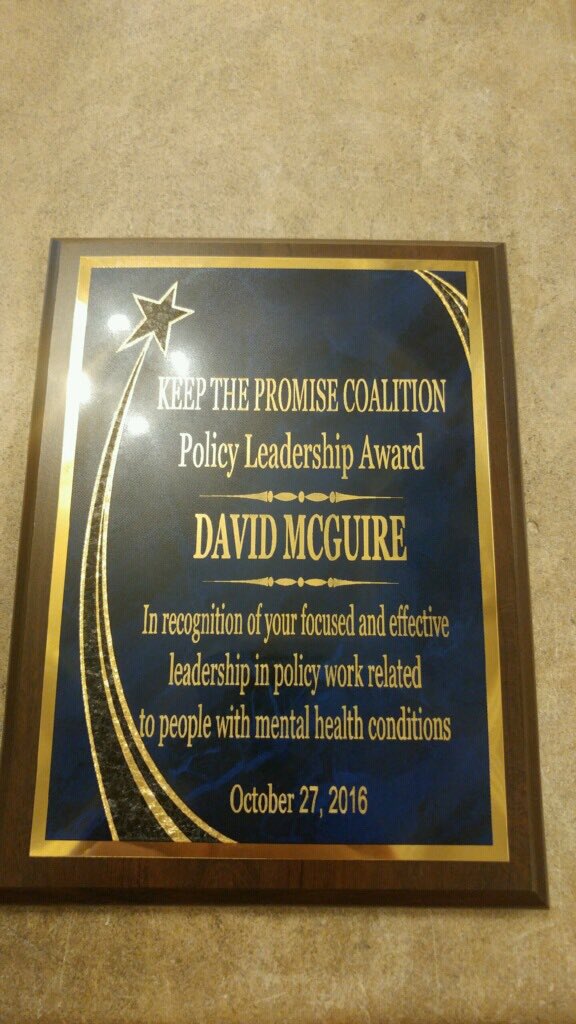 KEEP THE PROMISE COALITION
Policy Leadership Award
DAVID MCGUIRE
In recognition of your focused and effective
leadership in policy work related
to people with mental health conditions
October 27, 2016